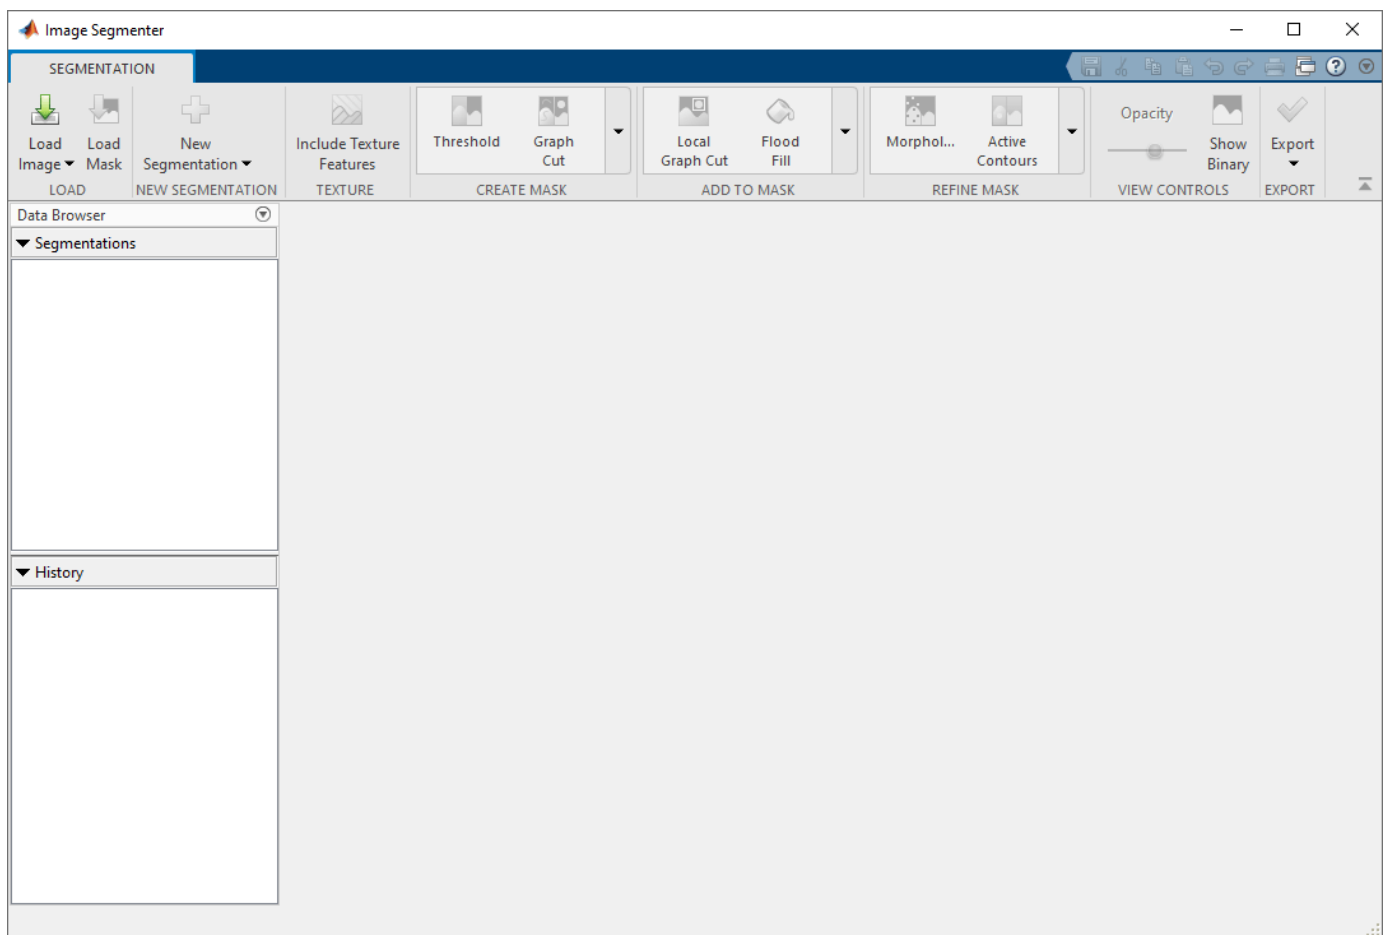 Image Segmenter
SEGMENTATION
Load Image
Load Mask
New Segmentation
Include Texture Features
Threshold
Graph Cut
Local Graph Cut
Flood Fill
Morphol...
Active Contours
Opacity
Show Binary
Export
LOAD
NEW SEGMENTATION
TEXTURE
CREATE MASK
ADD TO MASK
REFINE MASK
VIEW CONTROLS
EXPORT
Data Browser
Segmentations
History